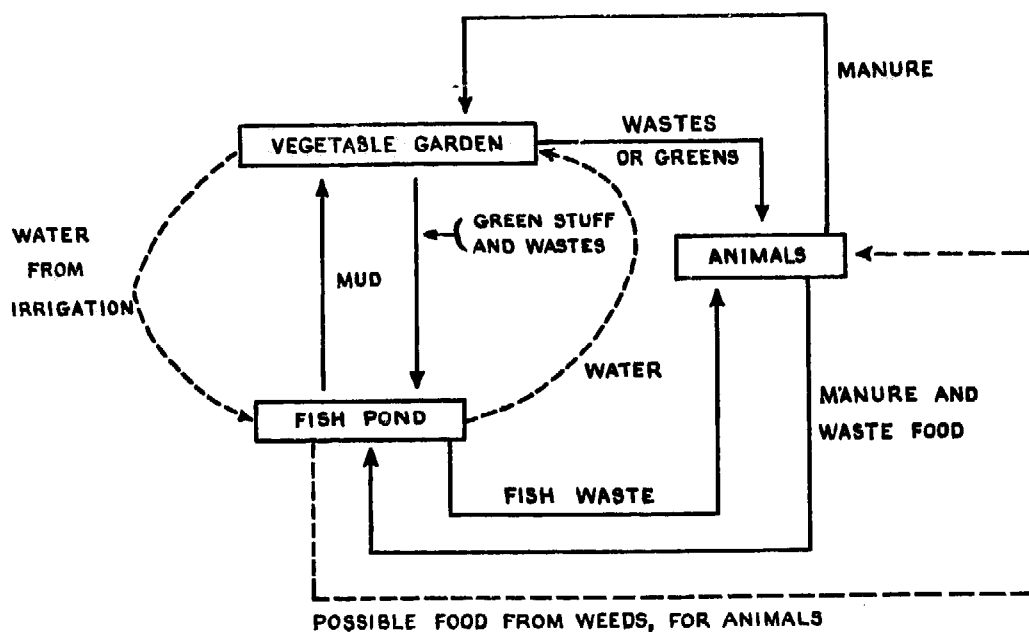 MANURE
VEGETABLE GARDEN
WASTES
OR GREENS
WATER
FROM
IRRIGATION
GREEN STUFF
AND WASTES
ANIMALS
MUD
WATER
FISH POND
MANURE AND
WASTE FOOD
FISH WASTE
POSSIBLE FOOD FROM WEEDS, FOR ANIMALS